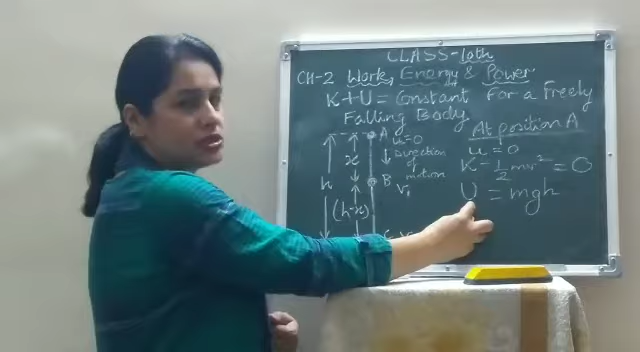 CLASS-10th
CH-2 Work, Energy & Power
K+U = Constant For a Freely
Falling Body
At position A
A
u=0
u=0
↓ Direction of motion
x
K = 1/2 mv² = 0
B
V₁
h
U = mgh
(h-x)
C